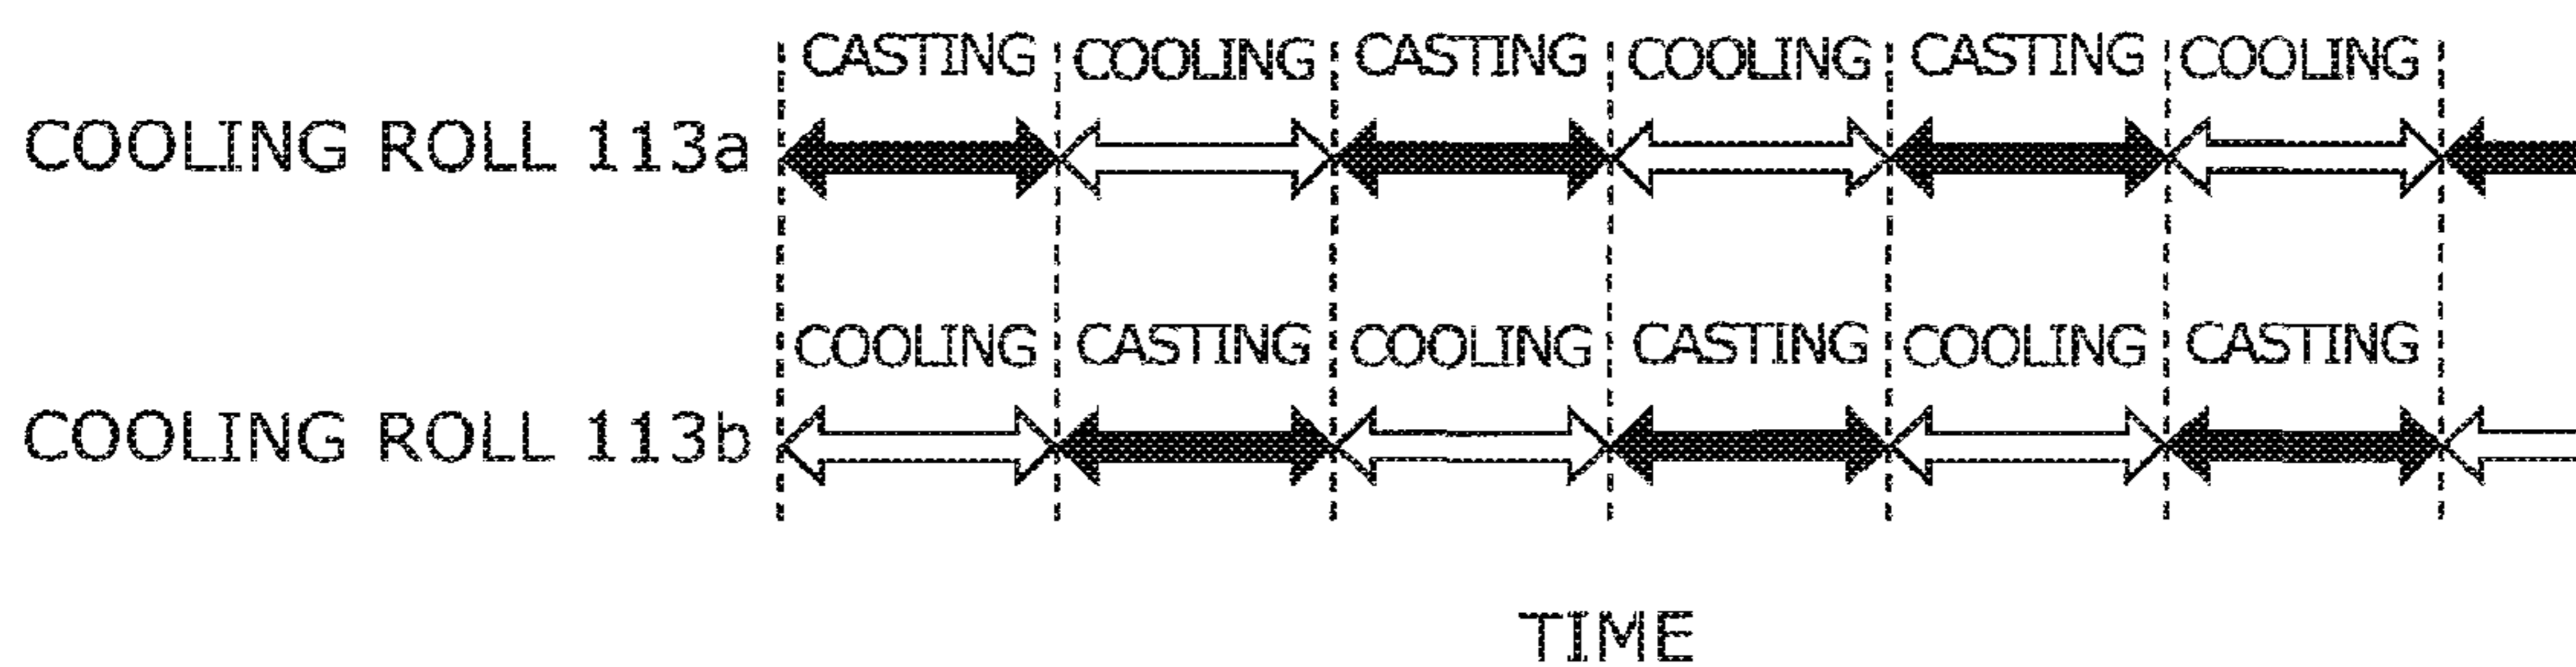 CASTING COOLING CASTING COOLING CASTING COOLING
COOLING ROLL 113a
COOLING CASTING COOLING CASTING COOLING CASTING
COOLING ROLL 113b
TIME